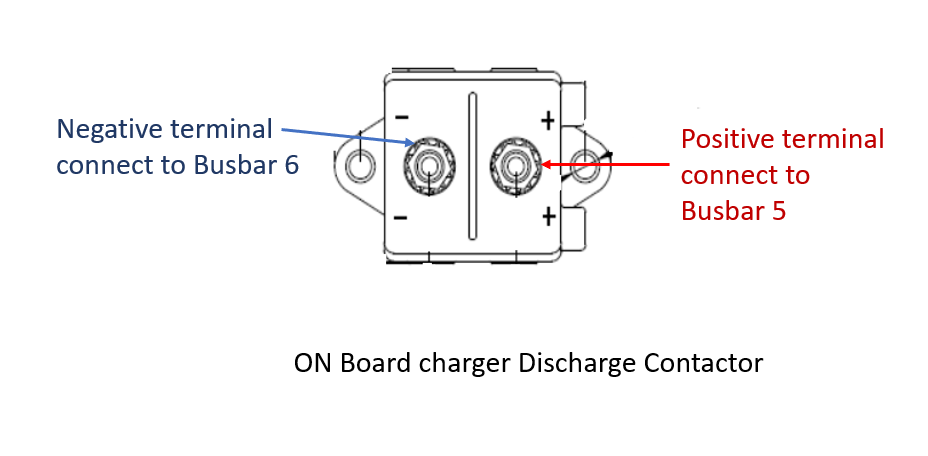 Negative terminal
connect to Busbar 6
−
+
−
+
Positive terminal
connect to
Busbar 5
ON Board charger Discharge Contactor